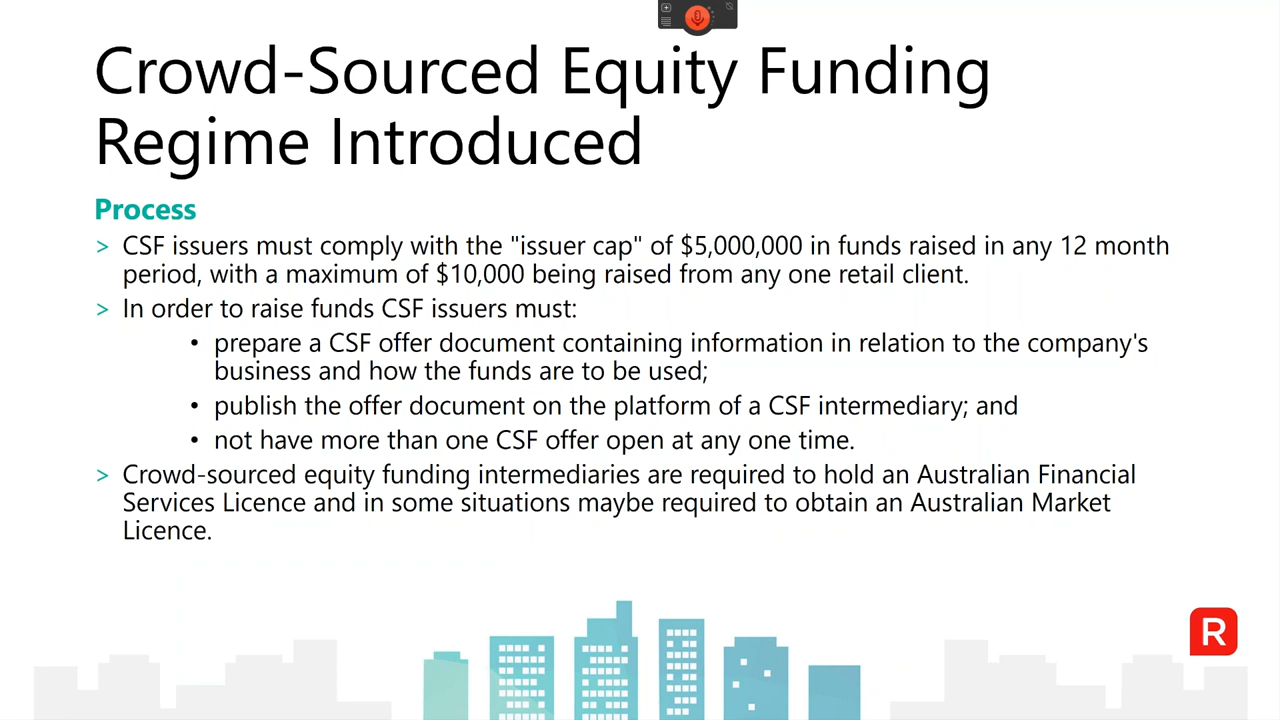 Crowd-Sourced Equity Funding
Regime Introduced
Process
> CSF issuers must comply with the "issuer cap" of $5,000,000 in funds raised in any 12 month
period, with a maximum of $10,000 being raised from any one retail client.
> In order to raise funds CSF issuers must:
• prepare a CSF offer document containing information in relation to the company's
business and how the funds are to be used;
• publish the offer document on the platform of a CSF intermediary; and
• not have more than one CSF offer open at any one time.
> Crowd-sourced equity funding intermediaries are required to hold an Australian Financial
Services Licence and in some situations maybe required to obtain an Australian Market
Licence.
R